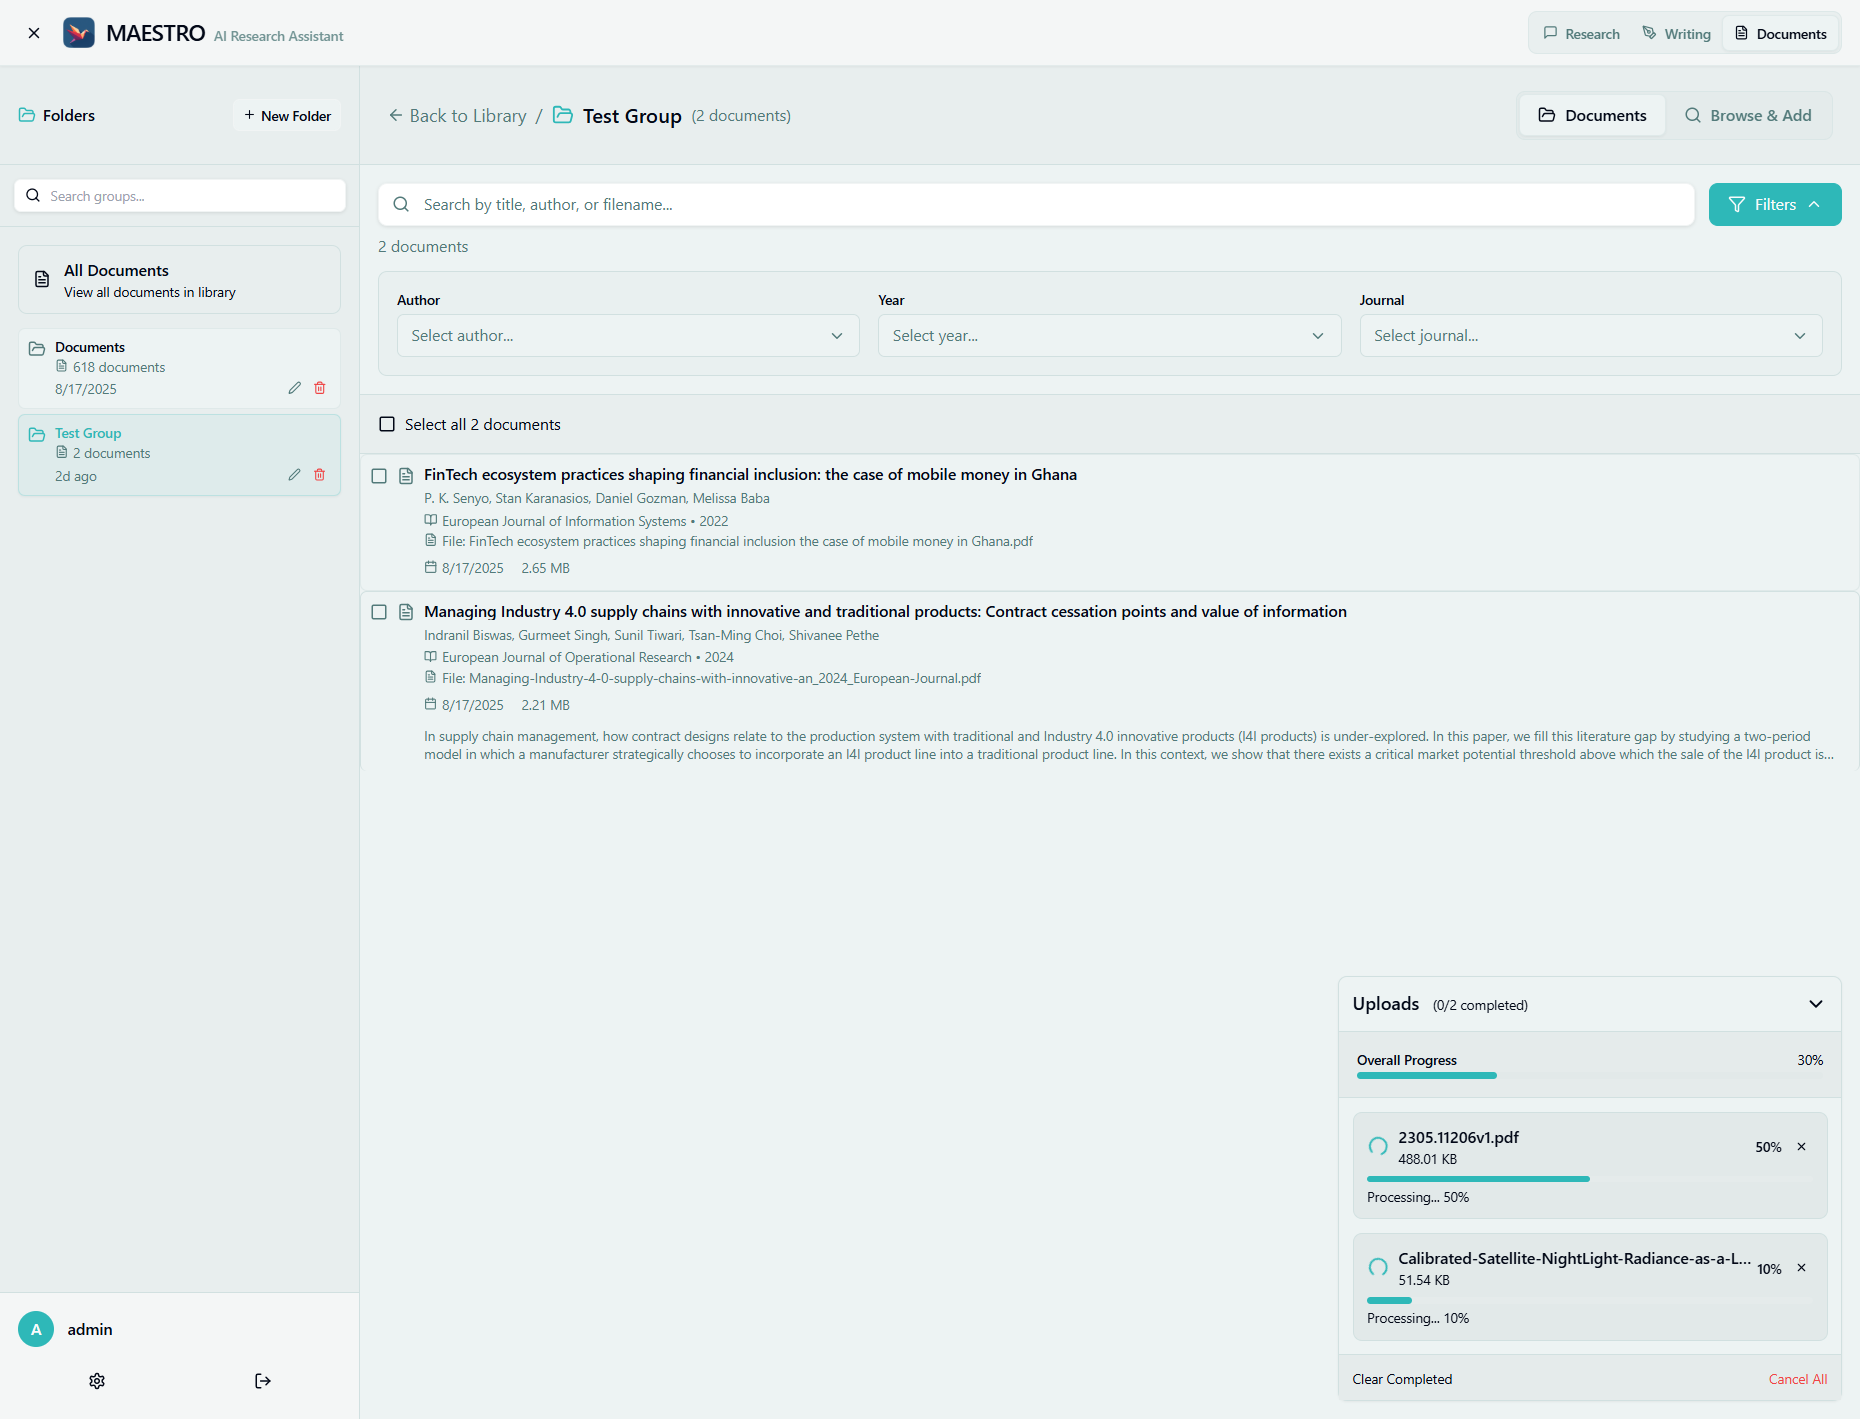 MAESTRO AI Research Assistant
Research Writing Documents
Folders
+ New Folder
Search groups...
All Documents
View all documents in library
Documents
618 documents
8/17/2025
Test Group
2 documents
2d ago
A admin
Back to Library / Test Group (2 documents)
Documents Browse & Add
Search by title, author, or filename...
Filters
2 documents
Author Year Journal
Select author... Select year... Select journal...
Select all 2 documents
FinTech ecosystem practices shaping financial inclusion: the case of mobile money in Ghana
P. K. Senyo, Stan Karanasios, Daniel Gozman, Melissa Baba
European Journal of Information Systems • 2022
File: FinTech ecosystem practices shaping financial inclusion the case of mobile money in Ghana.pdf
8/17/2025 2.65 MB
Managing Industry 4.0 supply chains with innovative and traditional products: Contract cessation points and value of information
Indranil Biswas, Gurmeet Singh, Sunil Tiwari, Tsan-Ming Choi, Shivanee Pethe
European Journal of Operational Research • 2024
File: Managing-Industry-4-0-supply-chains-with-innovative-an_2024_European-Journal.pdf
8/17/2025 2.21 MB
In supply chain management, how contract designs relate to the production system with traditional and Industry 4.0 innovative products (I4I products) is under-explored. In this paper, we fill this literature gap by studying a two-period
model in which a manufacturer strategically chooses to incorporate an I4I product line into a traditional product line. In this context, we show that there exists a critical market potential threshold above which the sale of the I4I product is...
Uploads (0/2 completed)
Overall Progress 30%
2305.11206v1.pdf
488.01 KB
50%
Processing... 50%
Calibrated-Satellite-NightLight-Radiance-as-a-L...
51.54 KB
10%
Processing... 10%
Clear Completed Cancel All